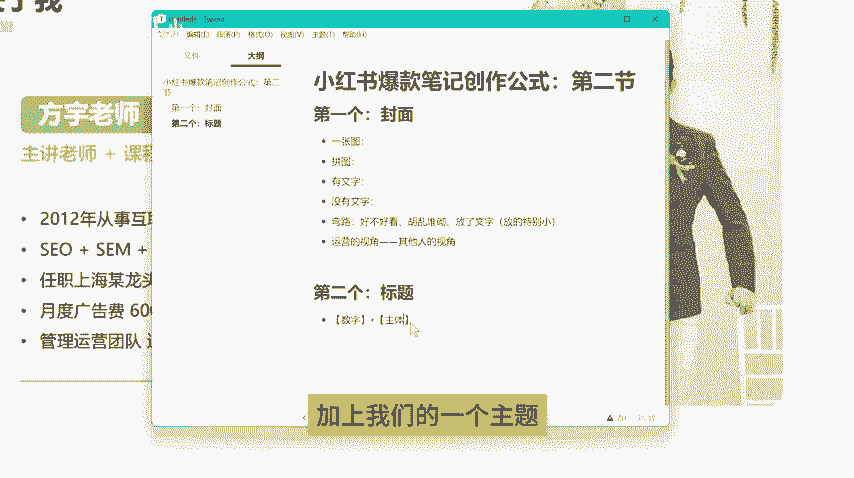 方宇老师
主讲老师 + 课程
• 2012年从事互联
• SEO + SEM +
• 任职上海某龙头
• 月度广告费 600
• 管理运营团队
Typora
编辑(E) 段落(P) 格式(O) 视图(V) 主题(T) 帮助(H)
文件 大纲
小红书爆款笔记创作公式：第二节
第一个：封面
第二个：标题
小红书爆款笔记创作公式：第二节
第一个：封面
• 一张图：
• 拼图：
• 有文字：
• 没有文字：
• 弯路：好不好看、胡乱堆砌、放了文字（放的特别小）
• 运营的视角——其他人的视角
第二个：标题
• 【数字】+【主体】
加上我们的一个主题